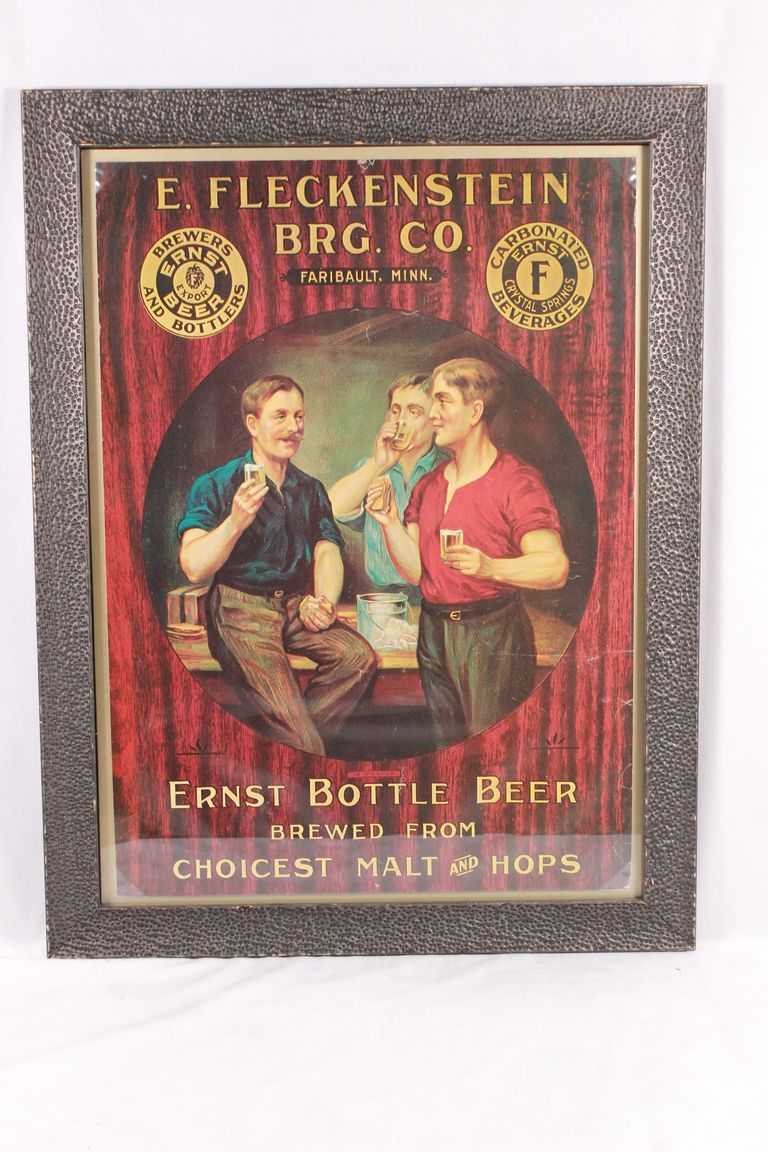 E. FLECKENSTEIN
BRG. CO.
FARIBAULT, MINN.
BREWERS
ERNST
EXPORT
BEER
AND BOTTLERS
CARBONATED
ERNST
F
CRYSTAL SPRINGS
BEVERAGES
ERNST BOTTLE BEER
BREWED FROM
CHOICEST MALT AND HOPS